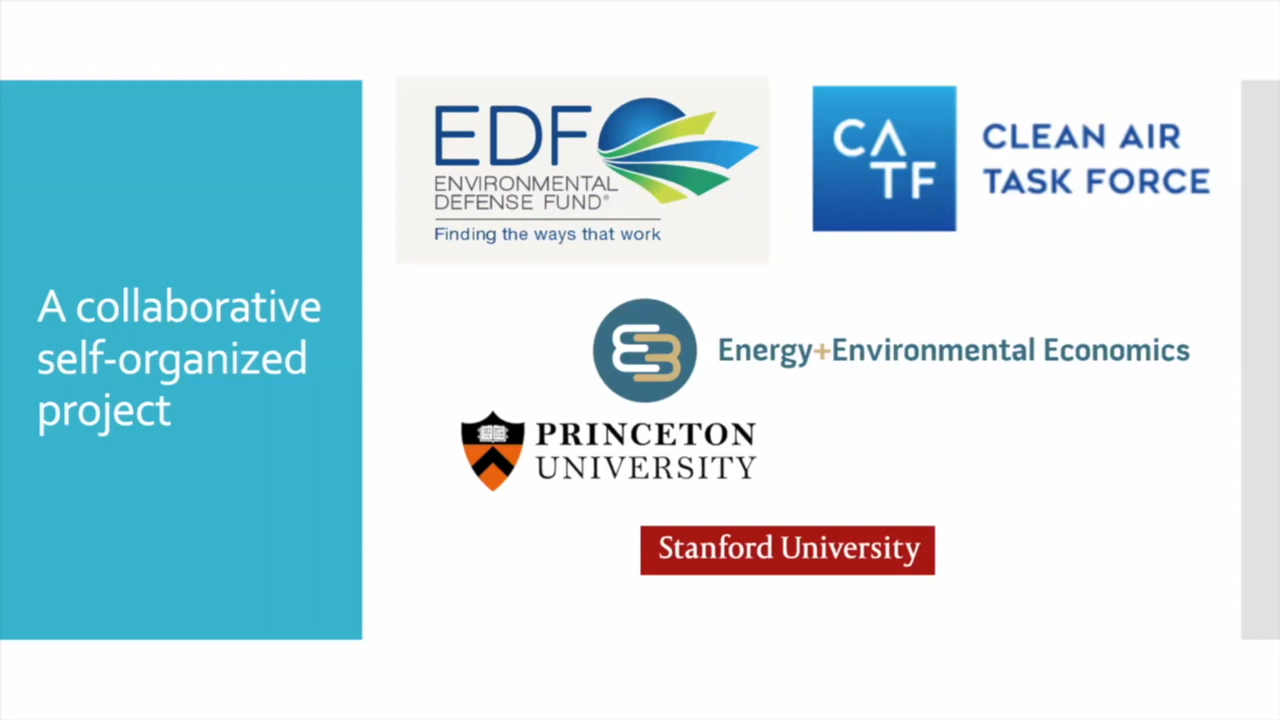 A collaborative
self-organized
project
EDF
ENVIRONMENTAL
DEFENSE FUND®
Finding the ways that work
CA
TF
CLEAN AIR
TASK FORCE
E3
Energy+Environmental Economics
PRINCETON
UNIVERSITY
Stanford University